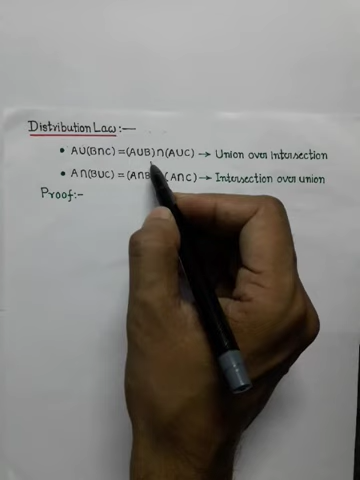 Distribution Law:—
• A∪(B∩C) = (A∪B)∩(A∪C) → Union over intersection
• A∩(B∪C) = (A∩B (A∩C) → Intersection over union
Proof:-